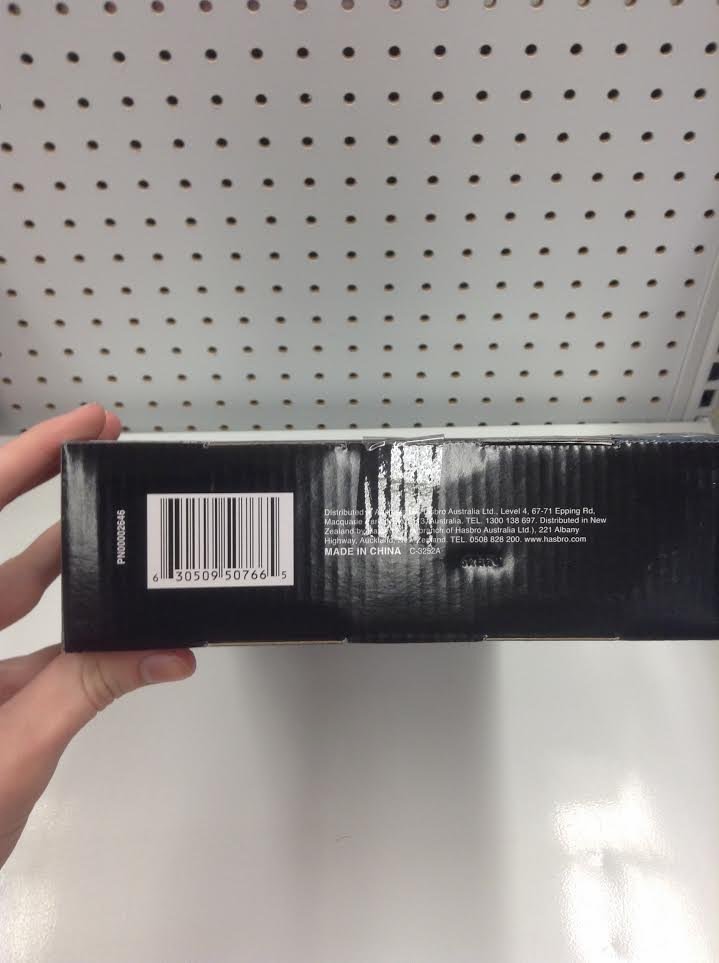 PN00002646
6 30509 50766 5
Distributed Hasbro Australia Ltd., Level 4, 67-71 Epping Rd,
Macquarie Australia. TEL. 1300 138 697. Distributed in New
Zealand by branch of Hasbro Australia Ltd.), 221 Albany
Highway, Auckland, New Zealand. TEL. 0508 828 200. www.hasbro.com
MADE IN CHINA C-3252A